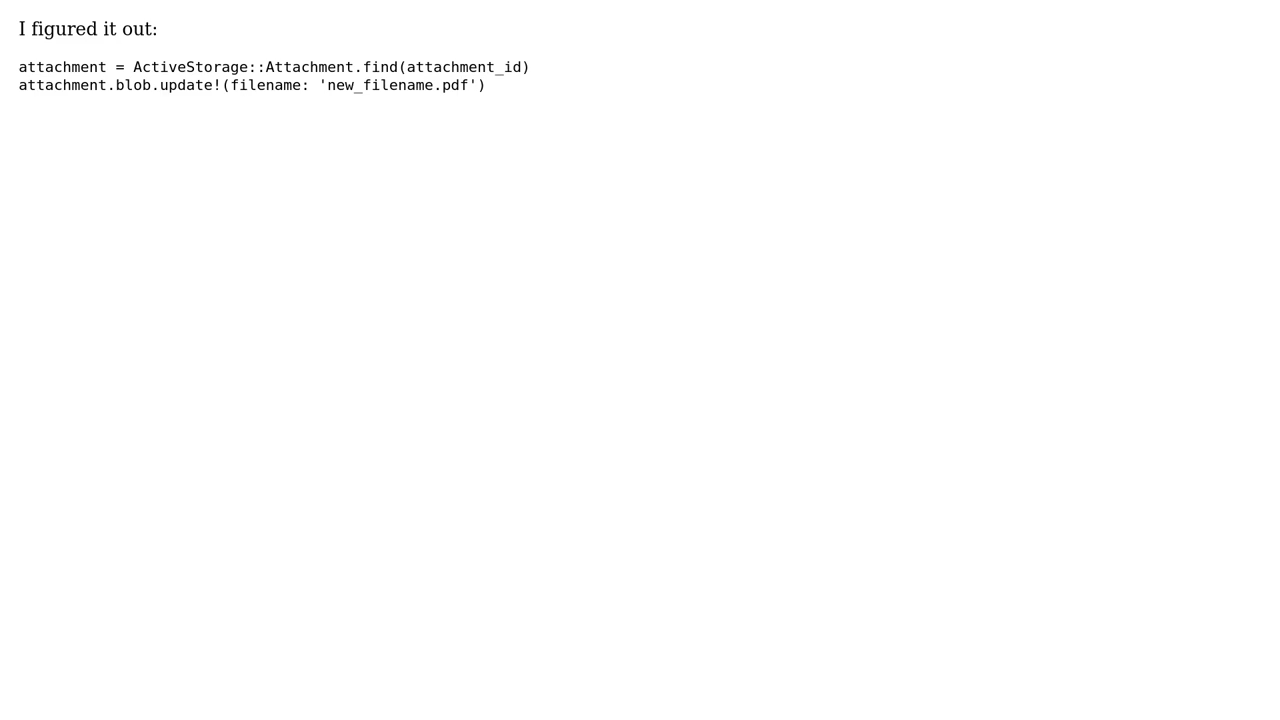 I figured it out:
attachment = ActiveStorage::Attachment.find(attachment_id)
attachment.blob.update!(filename: 'new_filename.pdf')